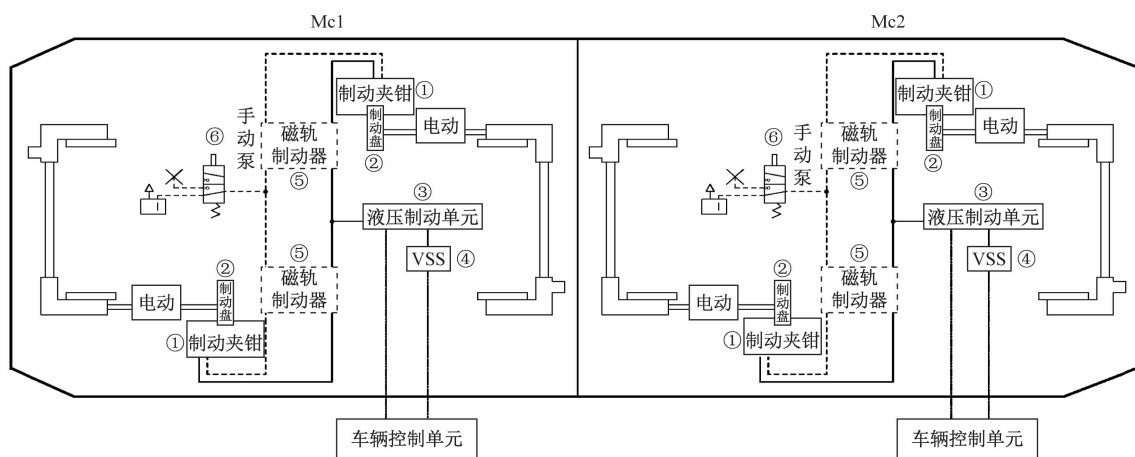 Mc1
Mc2
制动夹钳
①
制动盘
②
电动
手动泵
⑥
磁轨
制动器
⑤
③
液压制动单元
VSS
④
⑤
磁轨
制动器
②
制动盘
电动
①
制动夹钳
车辆控制单元
制动夹钳
①
制动盘
②
电动
手动泵
⑥
磁轨
制动器
⑤
③
液压制动单元
VSS
④
⑤
磁轨
制动器
②
制动盘
电动
①
制动夹钳
车辆控制单元